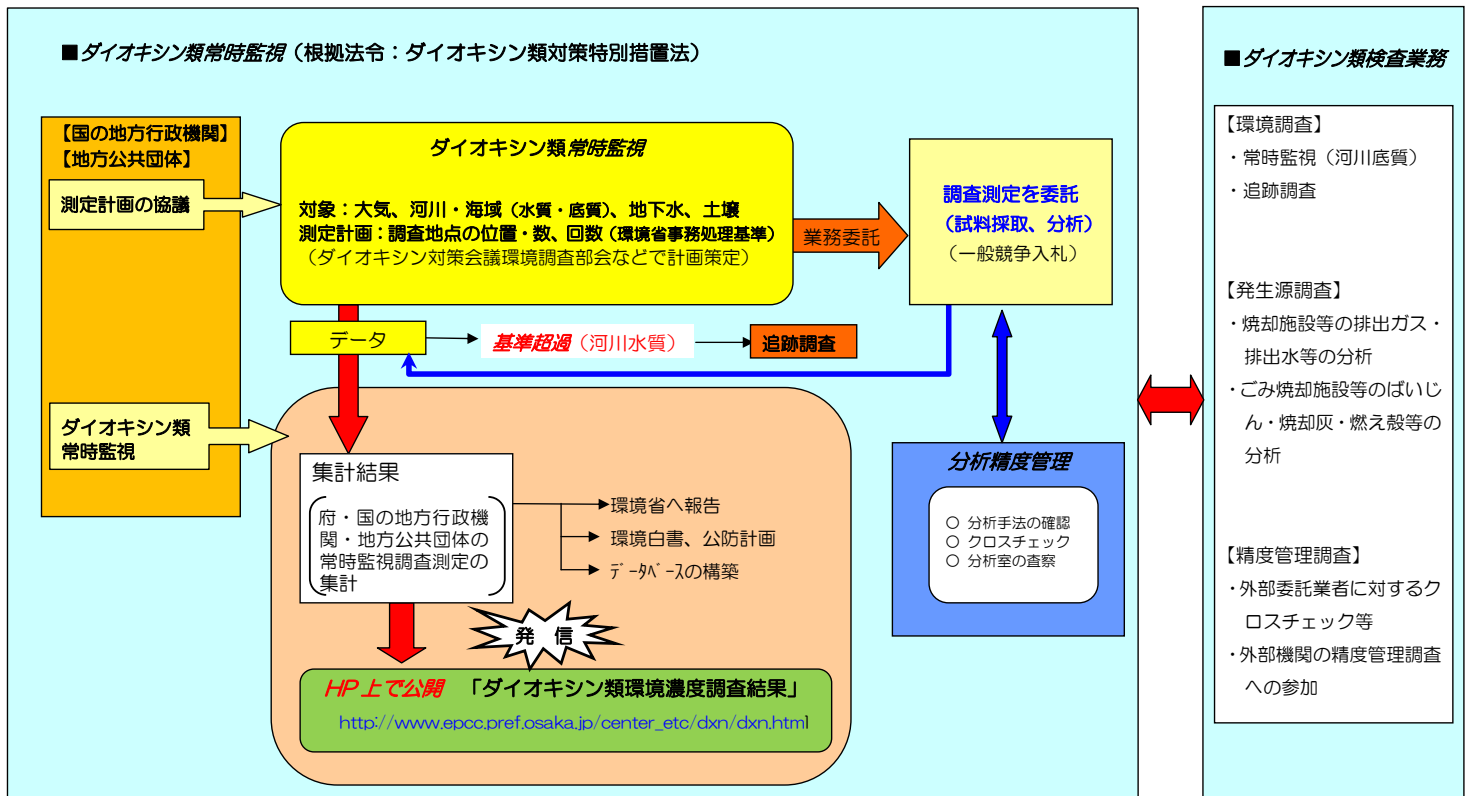 ■ダイオキシン類常時監視（根拠法令：ダイオキシン類対策特別措置法）
【国の地方行政機関】
【地方公共団体】
測定計画の協議
ダイオキシン類
常時監視
ダイオキシン類常時監視
対象：大気、河川・海域（水質・底質）、地下水、土壌
測定計画：調査地点の位置・数、回数（環境省事務処理基準）
（ダイオキシン対策会議環境調査部会などで計画策定）
業務委託
調査測定を委託
（試料採取、分析）
（一般競争入札）
データ
基準超過（河川水質）
追跡調査
集計結果
府・国の地方行政機
関・地方公共団体の
常時監視調査測定の
集計
環境省へ報告
環境白書、公防計画
ﾃﾞｰﾀﾍﾞｰｽの構築
発　信
HP 上で公開　「ダイオキシン類環境濃度調査結果」
http://www.epcc.pref.osaka.jp/center_etc/dxn/dxn.html
分析精度管理
○ 分析手法の確認
○ クロスチェック
○ 分析室の査察
■ダイオキシン類検査業務
【環境調査】
・常時監視（河川底質）
・追跡調査
【発生源調査】
・焼却施設等の排出ガス・
排出水等の分析
・ごみ焼却施設等のばいじ
ん・焼却灰・燃え殻等の
分析
【精度管理調査】
・外部委託業者に対するク
ロスチェック等
・外部機関の精度管理調査
への参加